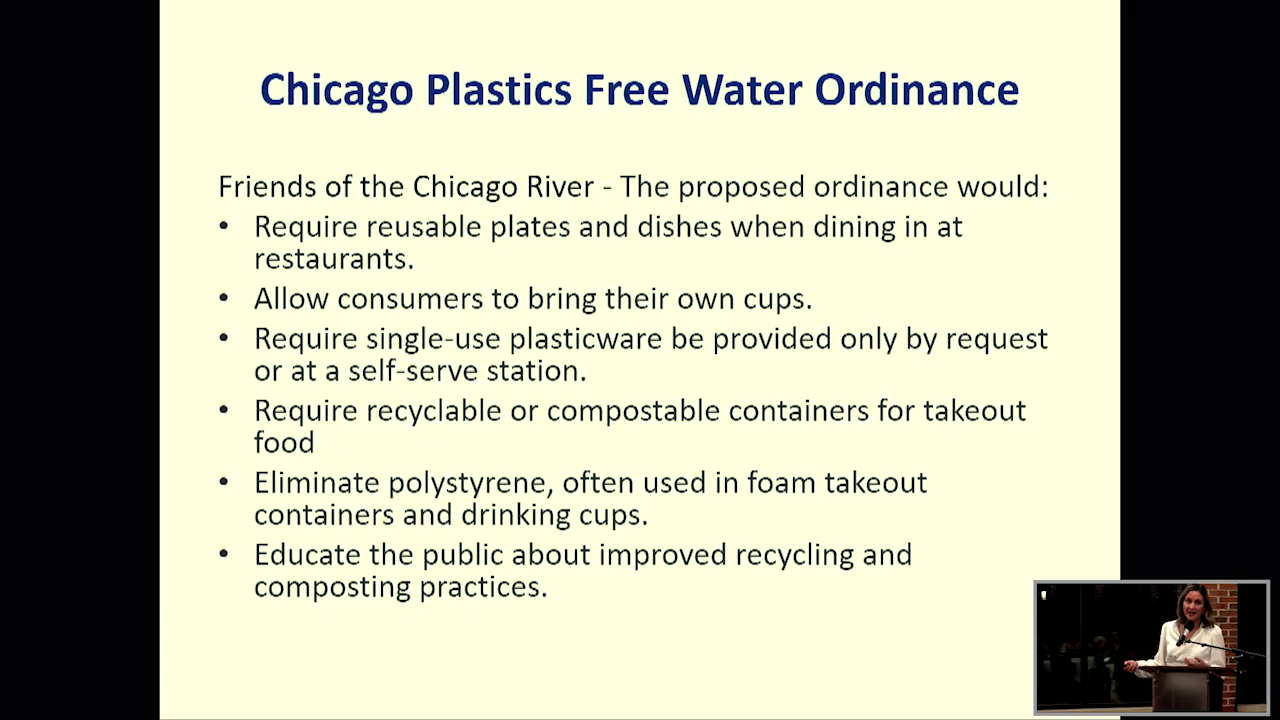 Chicago Plastics Free Water Ordinance
Friends of the Chicago River - The proposed ordinance would:
• Require reusable plates and dishes when dining in at
restaurants.
• Allow consumers to bring their own cups.
• Require single-use plasticware be provided only by request
or at a self-serve station.
• Require recyclable or compostable containers for takeout
food
• Eliminate polystyrene, often used in foam takeout
containers and drinking cups.
• Educate the public about improved recycling and
composting practices.